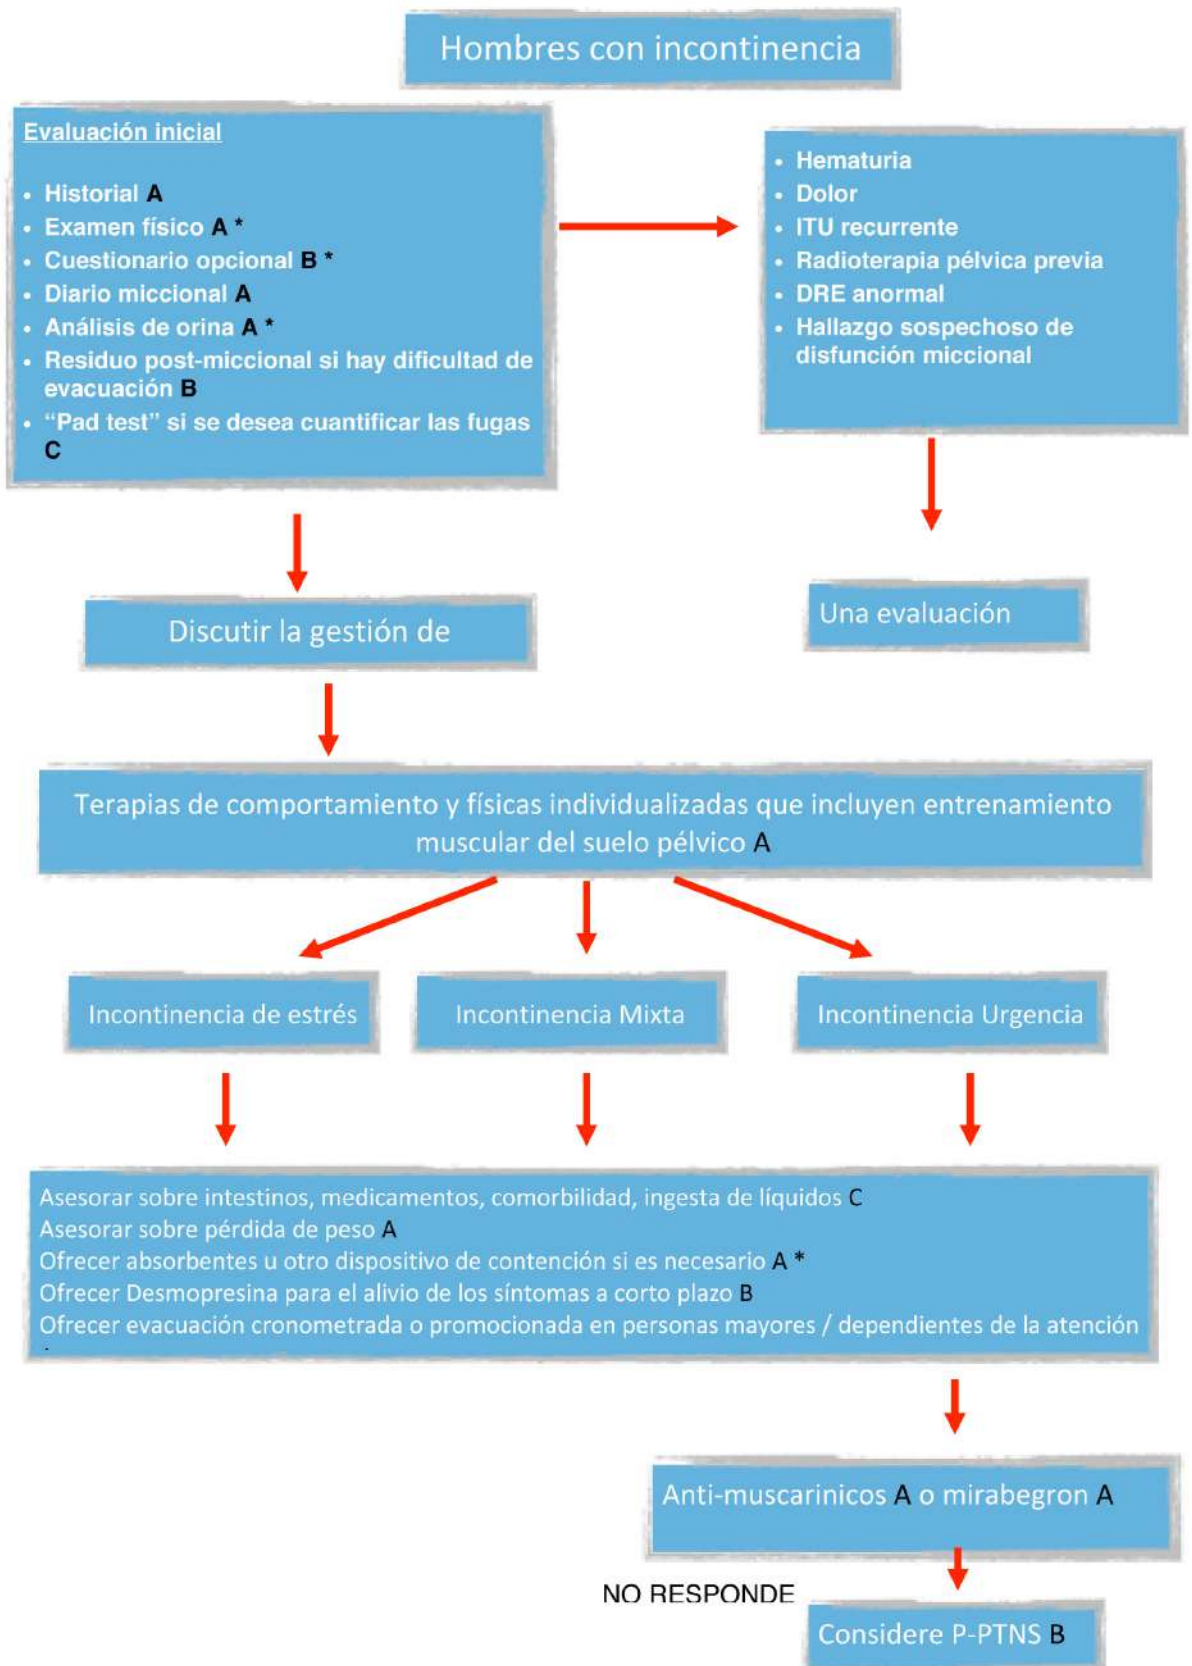 Hombres con incontinencia
Evaluación inicial
• Historial A
• Examen físico A *
• Cuestionario opcional B *
• Diario miccional A
• Análisis de orina A *
• Residuo post-miccional si hay dificultad de
evacuación B
• “Pad test” si se desea cuantificar las fugas
C
• Hematuria
• Dolor
• ITU recurrente
• Radioterapia pélvica previa
• DRE anormal
• Hallazgo sospechoso de
disfunción miccional
Discutir la gestión de
Una evaluación
Terapias de comportamiento y físicas individualizadas que incluyen entrenamiento
muscular del suelo pélvico A
Incontinencia de estrés
Incontinencia Mixta
Incontinencia Urgencia
Asesorar sobre intestinos, medicamentos, comorbilidad, ingesta de líquidos C
Asesorar sobre pérdida de peso A
Ofrecer absorbentes u otro dispositivo de contención si es necesario A *
Ofrecer Desmopresina para el alivio de los síntomas a corto plazo B
Ofrecer evacuación cronometrada o promocionada en personas mayores / dependientes de la atención
Anti-muscarinicos A o mirabegron A
NO RESPONDE
Considere P-PTNS B